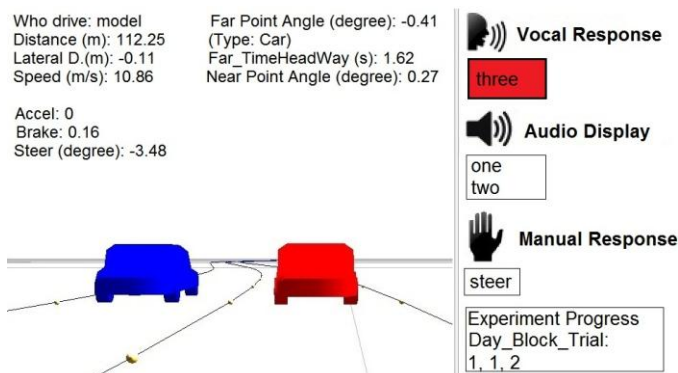 Who drive: model
Distance (m): 112.25
Lateral D.(m): -0.11
Speed (m/s): 10.86
Accel: 0
Brake: 0.16
Steer (degree): -3.48
Far Point Angle (degree): -0.41
(Type: Car)
Far_TimeHeadWay (s): 1.62
Near Point Angle (degree): 0.27
Vocal Response
three
Audio Display
one
two
Manual Response
steer
Experiment Progress
Day_Block_Trial:
1, 1, 2